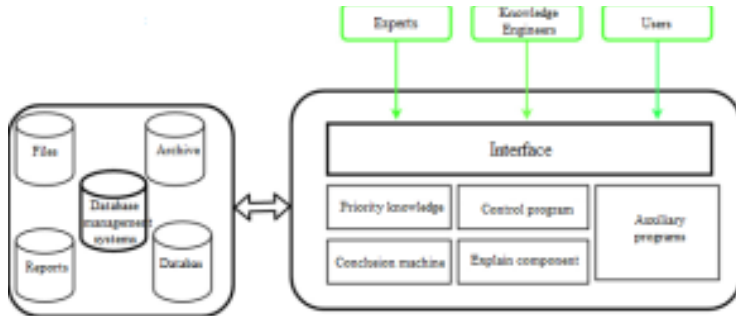 Experts
Knowledge
Engineers
Users
Files
Archive
Database
management
systems
Reports
Databas
Interface
Priority knowledge
Control program
Auxiliary
programs
Conclusion machine
Explain component